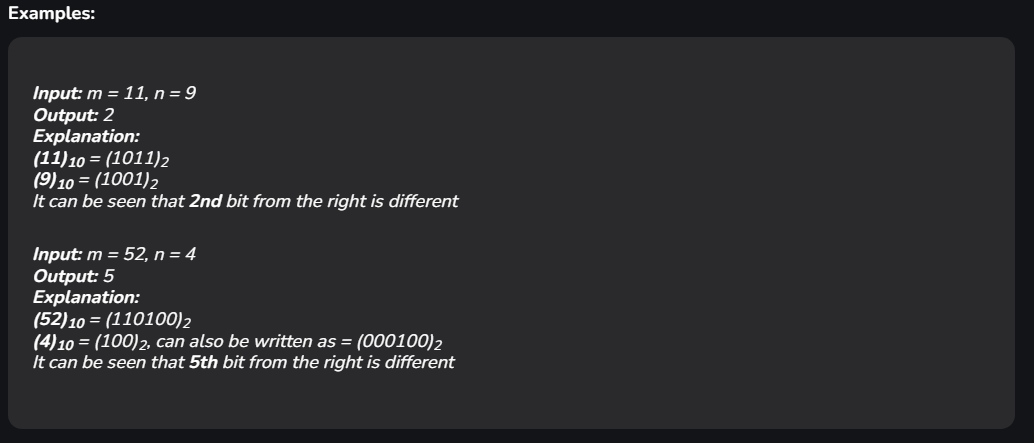 Examples:
Input: m = 11, n = 9
Output: 2
Explanation:
(11)10 = (1011)2
(9)10 = (1001)2
It can be seen that 2nd bit from the right is different
Input: m = 52, n = 4
Output: 5
Explanation:
(52)10 = (110100)2
(4)10 = (100)2, can also be written as = (000100)2
It can be seen that 5th bit from the right is different